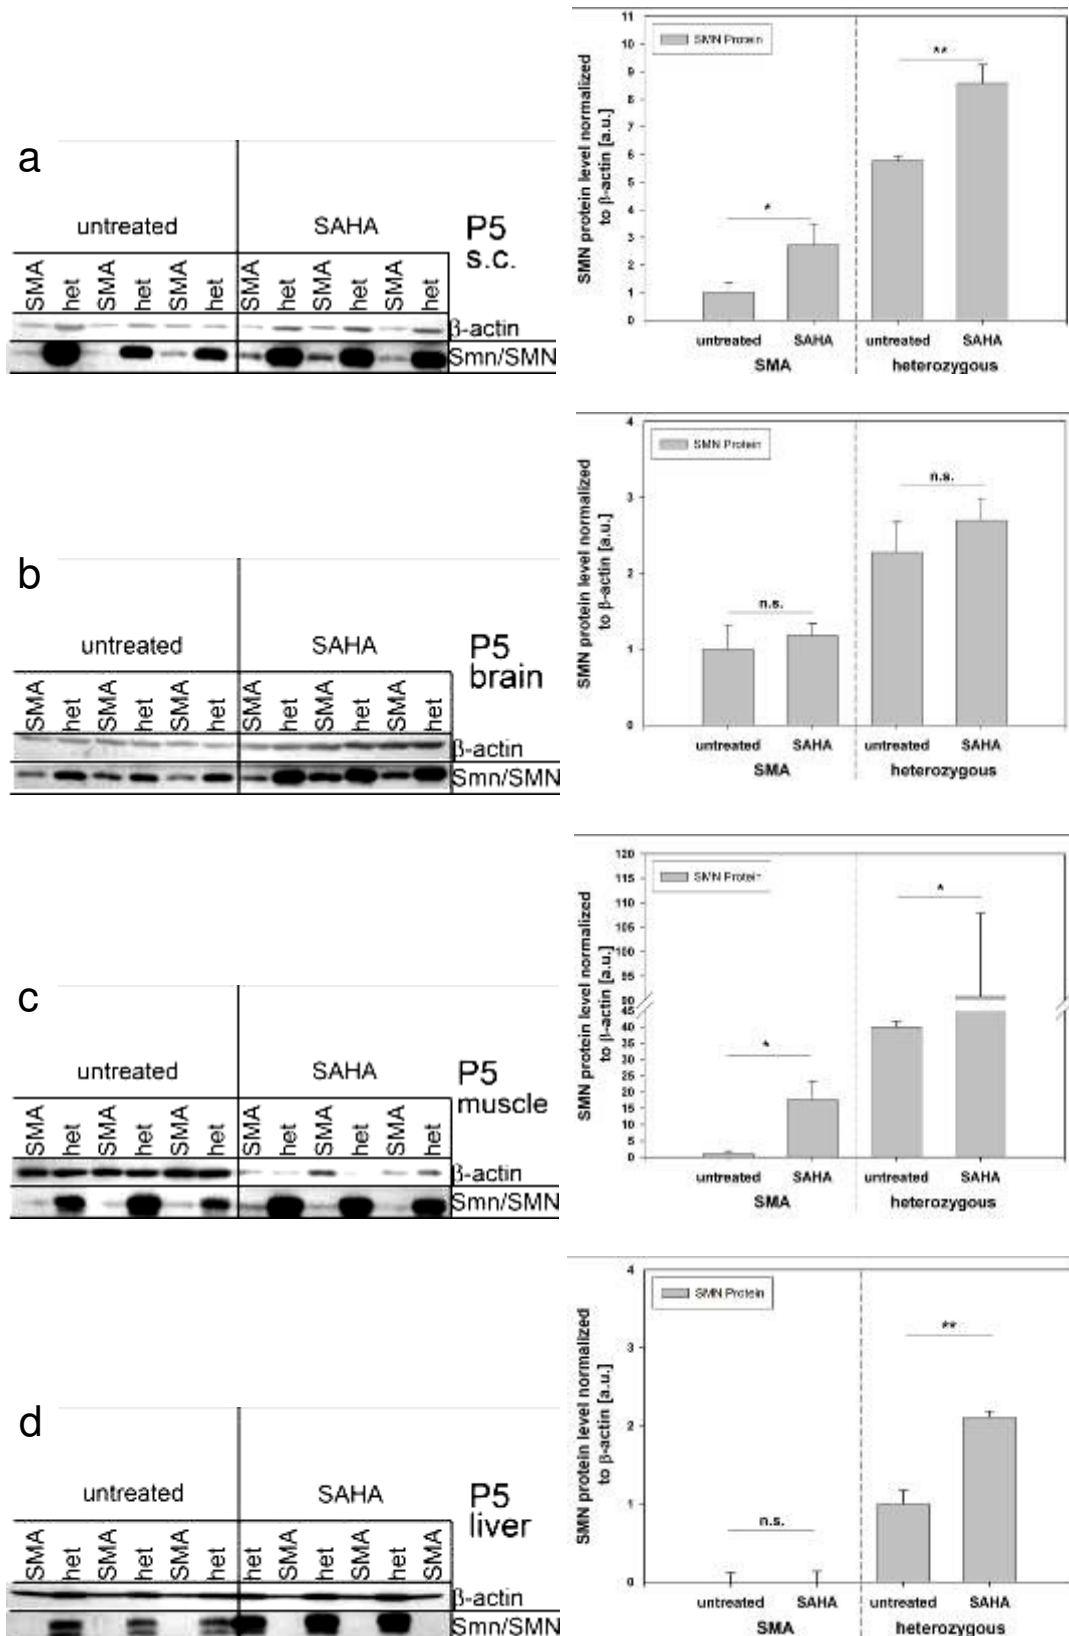 a
untreated SAHA P5
s.c.
SMA het SMA het SMA het SMA het SMA het SMA het
β-actin
Smn/SMN
SMN protein level normalized
to β-actin [a.u.]
11
10
9
8
7
6
5
4
3
2
1
0
SMN Protein
*
**
untreated SAHA untreated SAHA
SMA heterozygous
b
untreated SAHA P5
brain
SMA het SMA het SMA het SMA het SMA het SMA het
β-actin
Smn/SMN
SMN protein level normalized
to β-actin [a.u.]
4
3
2
1
0
SMN Protein
n.s.
n.s.
untreated SAHA untreated SAHA
SMA heterozygous
c
untreated SAHA P5
muscle
SMA het SMA het SMA het SMA het SMA het SMA het
β-actin
Smn/SMN
SMN protein level normalized
to β-actin [a.u.]
120
115
110
105
100
95
90
45
40
35
30
25
20
15
10
5
0
SMN Protein
*
*
untreated SAHA untreated SAHA
SMA heterozygous
d
untreated SAHA P5
liver
SMA het SMA het SMA het het SMA het SMA het SMA
β-actin
Smn/SMN
SMN protein level normalized
to β-actin [a.u.]
4
3
2
1
0
SMN Protein
n.s.
**
untreated SAHA untreated SAHA
SMA heterozygous